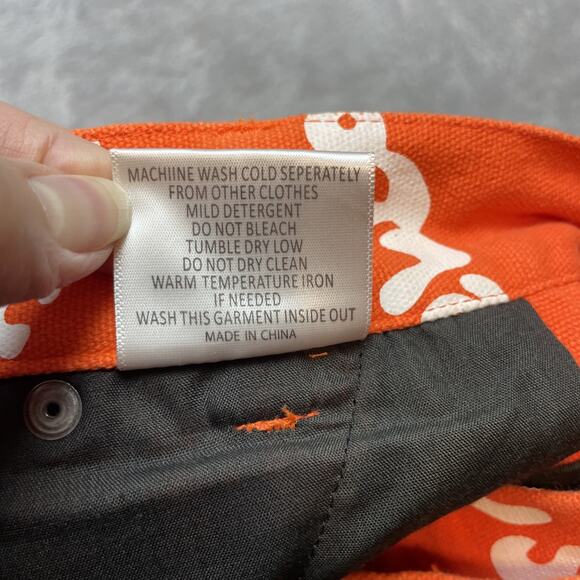 MACHIINE WASH COLD SEPERATELY
FROM OTHER CLOTHES
MILD DETERGENT
DO NOT BLEACH
TUMBLE DRY LOW
DO NOT DRY CLEAN
WARM TEMPERATURE IRON
IF NEEDED
WASH THIS GARMENT INSIDE OUT
MADE IN CHINA